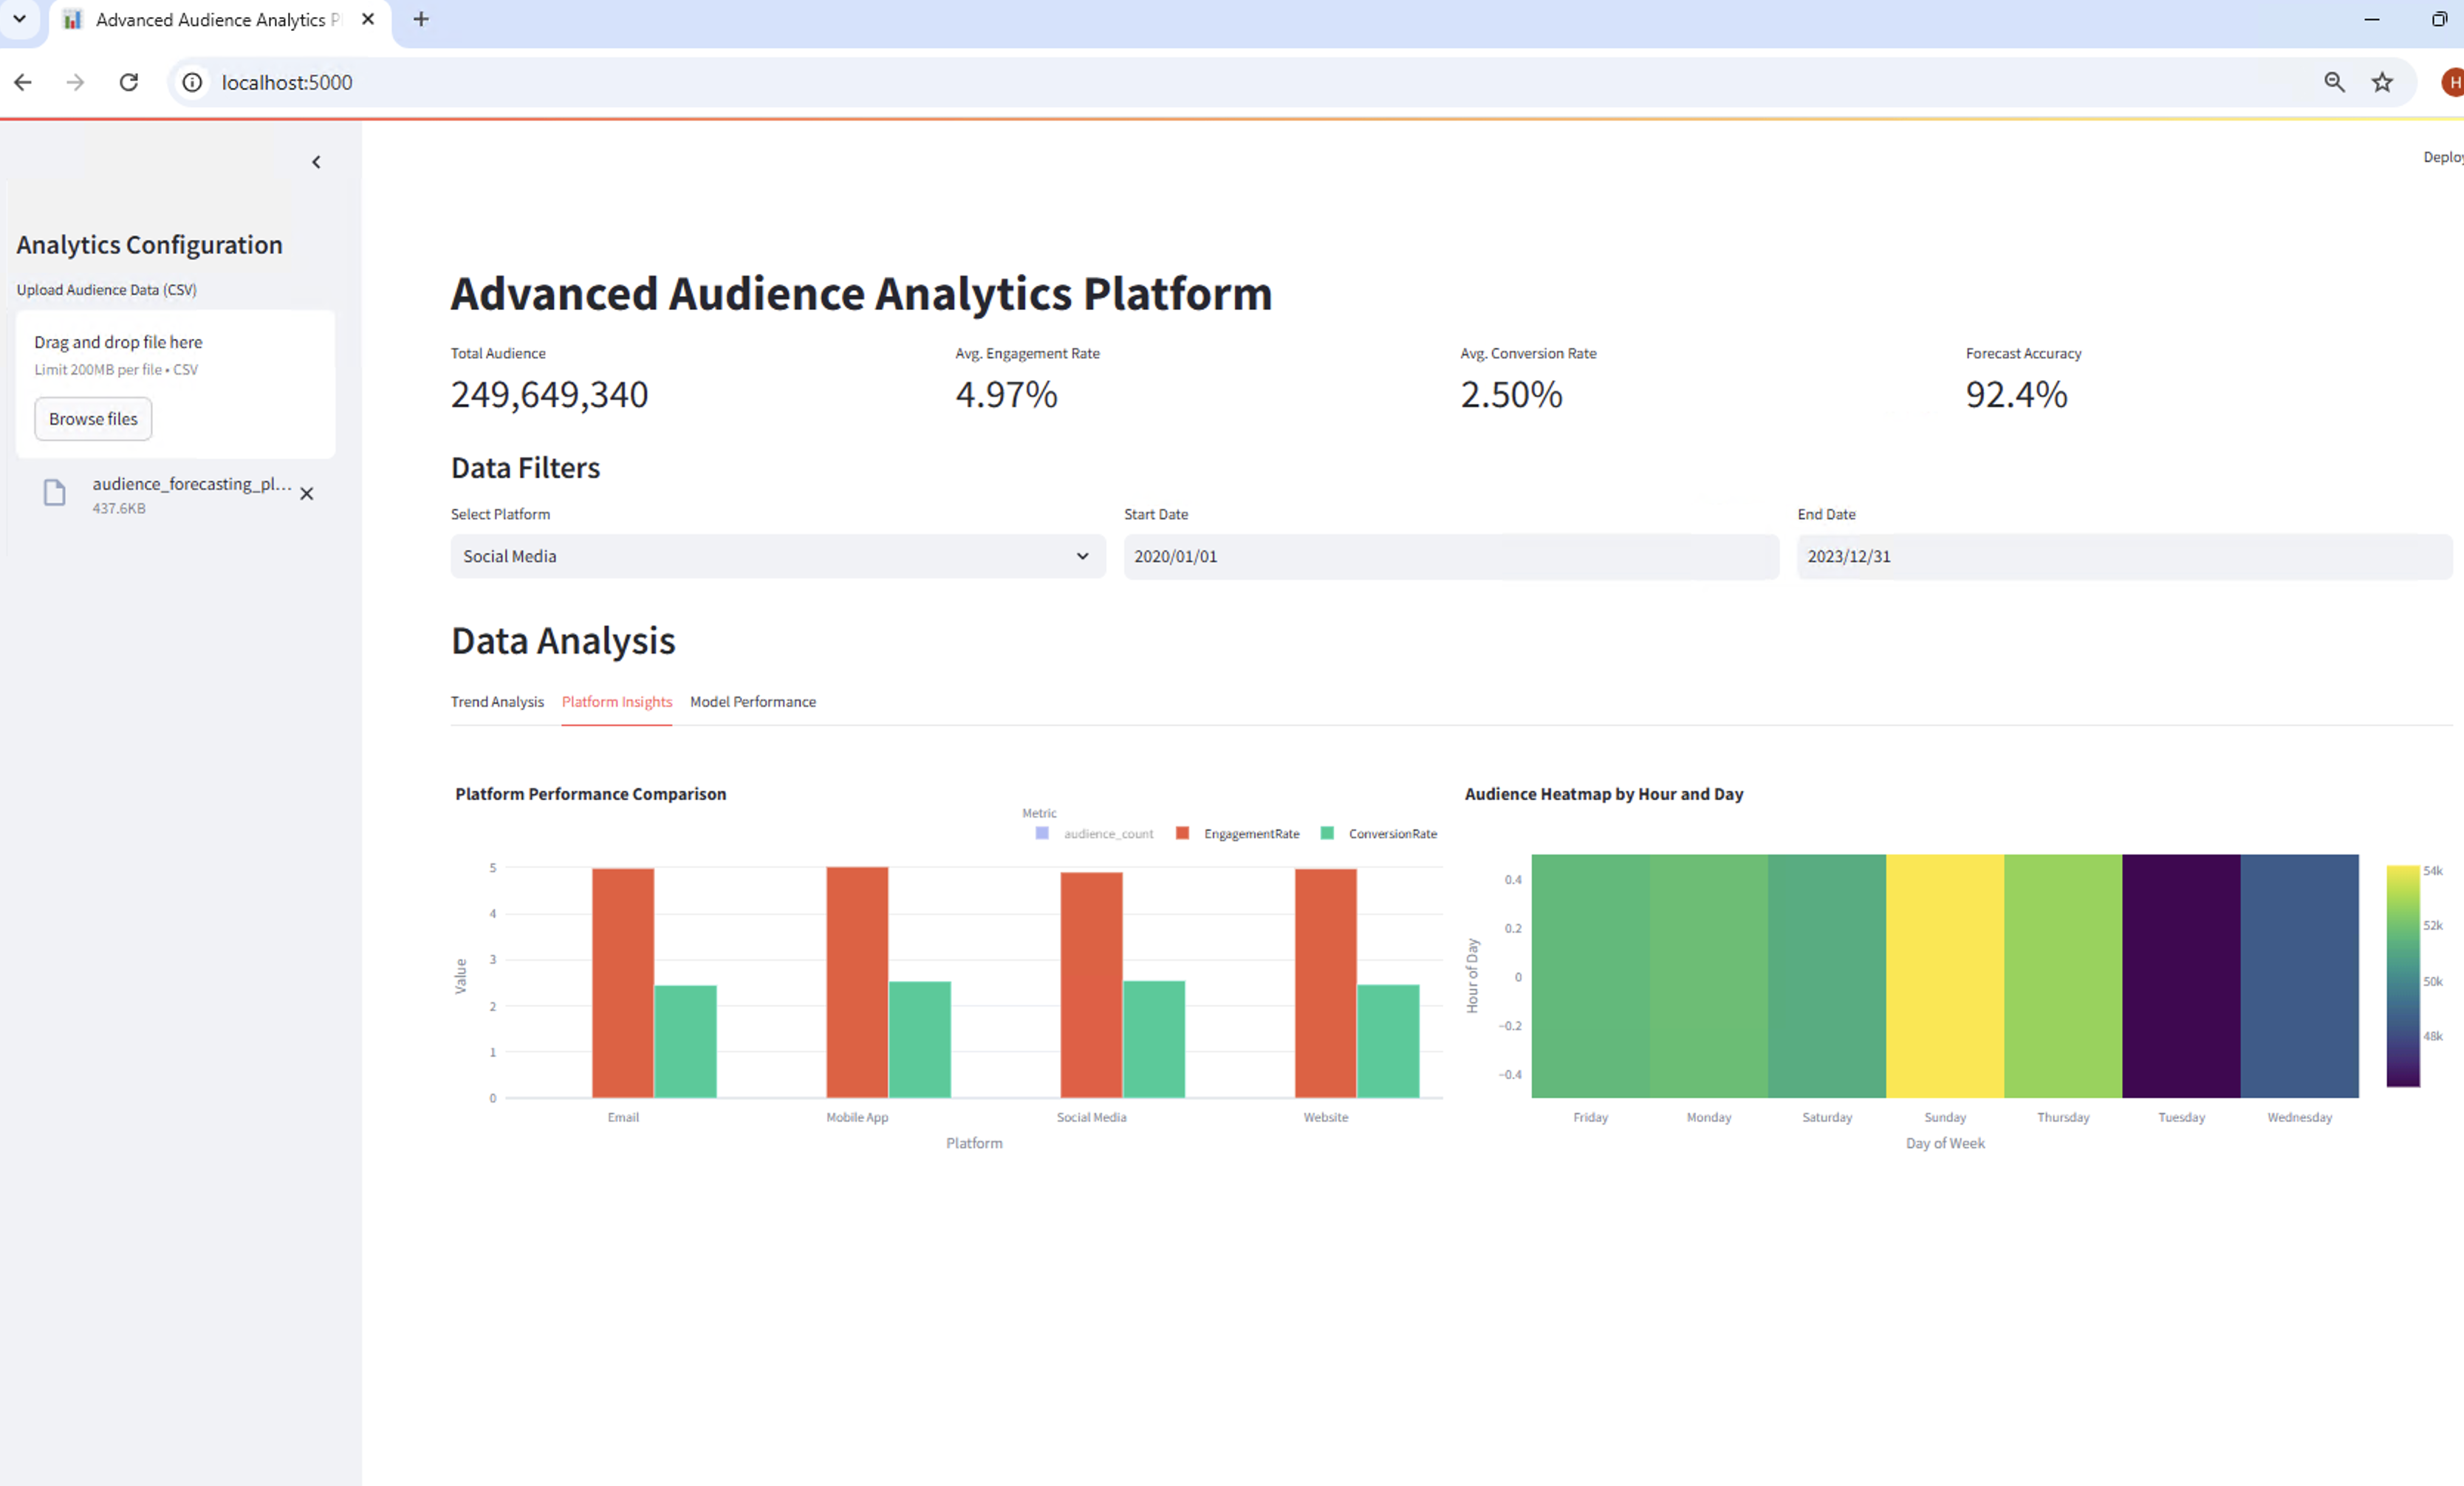 Advanced Audience Analytics P
localhost:5000
H
Deploy
Analytics Configuration
Upload Audience Data (CSV)
Drag and drop file here
Limit 200MB per file • CSV
Browse files
audience_forecasting_pl...
437.6KB
Advanced Audience Analytics Platform
Total Audience
249,649,340
Avg. Engagement Rate
4.97%
Avg. Conversion Rate
2.50%
Forecast Accuracy
92.4%
Data Filters
Select Platform
Social Media
Start Date
2020/01/01
End Date
2023/12/31
Data Analysis
Trend Analysis Platform Insights Model Performance
Platform Performance Comparison
Metric
audience_count EngagementRate ConversionRate
5
4
3
2
1
0
Value
Email Mobile App Social Media Website
Platform
Audience Heatmap by Hour and Day
0.4
0.2
0
−0.2
−0.4
Hour of Day
Friday Monday Saturday Sunday Thursday Tuesday Wednesday
Day of Week
54k
52k
50k
48k